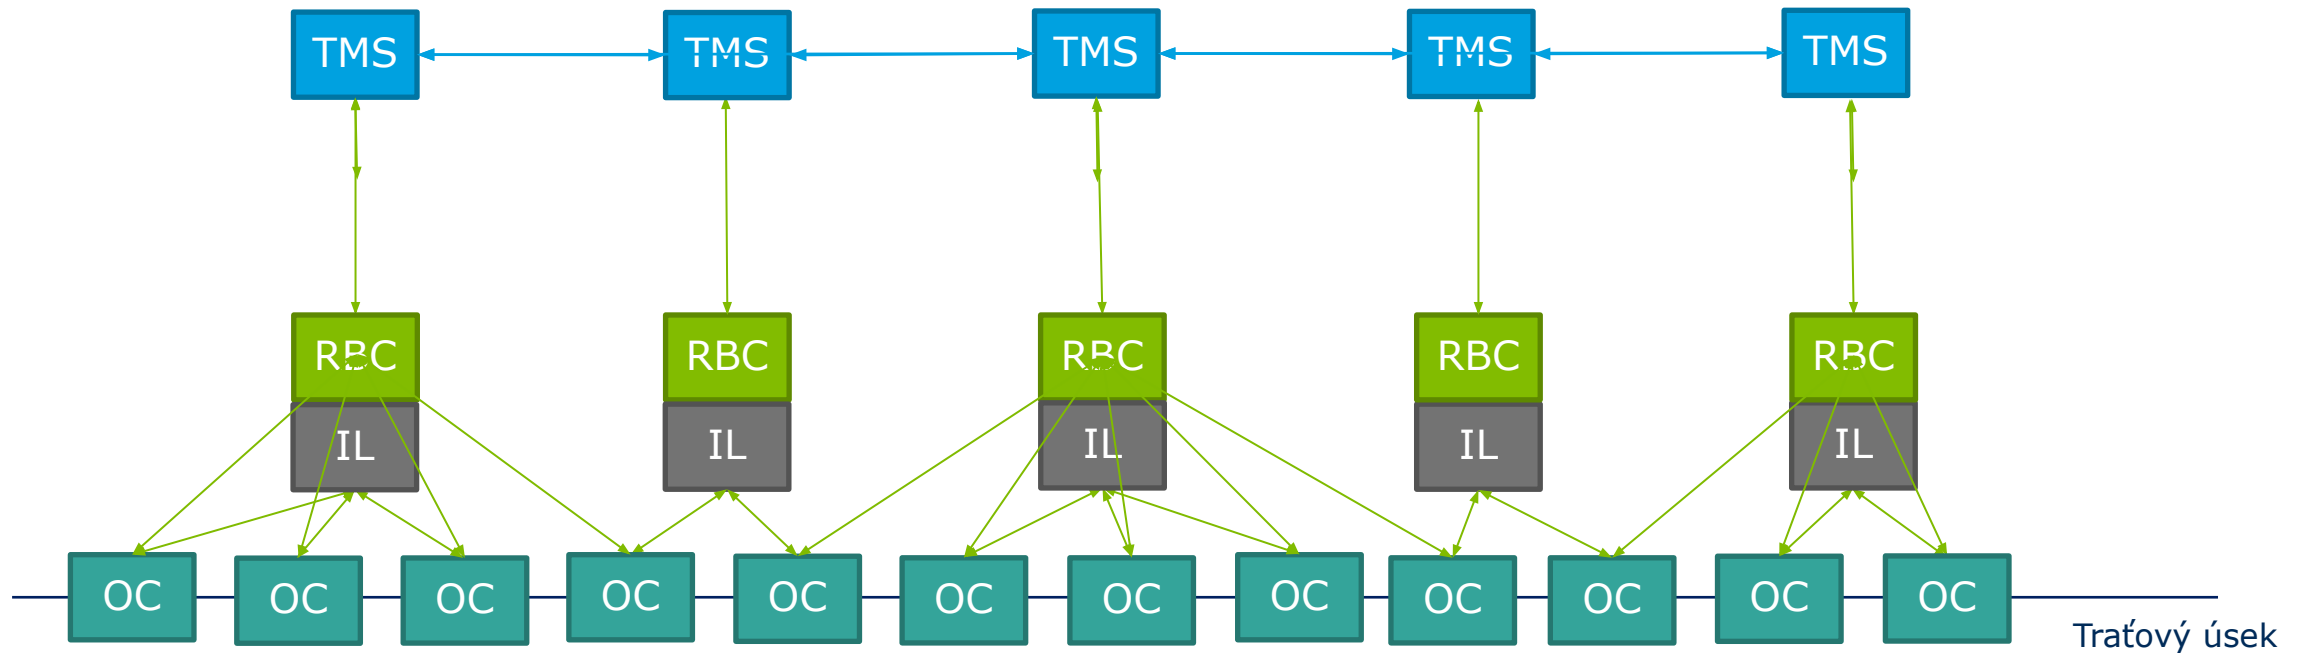 TMS TMS TMS TMS TMS
RBC RBC RBC RBC RBC
IL IL IL IL IL
OC OC OC OC OC OC OC OC OC OC OC OC
Traťový úsek